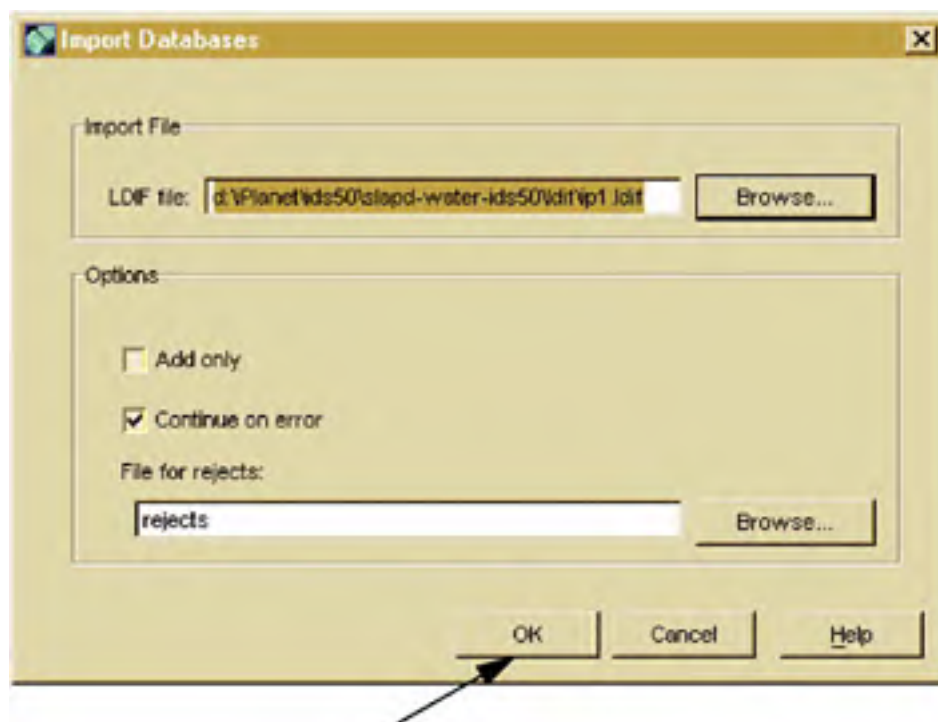 Import Databases
Import File
LDIF file: d:\iPlanet\ids50\slapd-water-ids50\ldif\ip1.ldif Browse...
Options
Add only
Continue on error
File for rejects:
rejects Browse...
OK Cancel Help